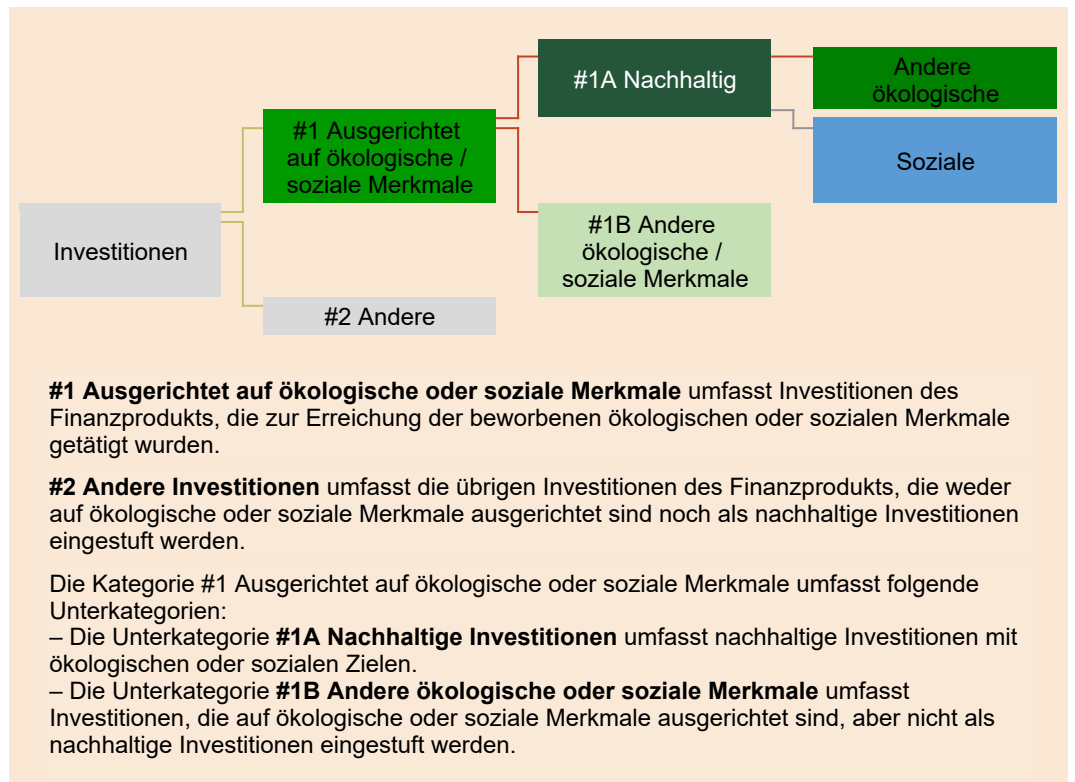 #1A Nachhaltig
Andere
ökologische
#1 Ausgerichtet
auf ökologische /
soziale Merkmale
Soziale
Investitionen
#1B Andere
ökologische /
soziale Merkmale
#2 Andere
#1 Ausgerichtet auf ökologische oder soziale Merkmale umfasst Investitionen des
Finanzprodukts, die zur Erreichung der beworbenen ökologischen oder sozialen Merkmale
getätigt wurden.
#2 Andere Investitionen umfasst die übrigen Investitionen des Finanzprodukts, die weder
auf ökologische oder soziale Merkmale ausgerichtet sind noch als nachhaltige Investitionen
eingestuft werden.
Die Kategorie #1 Ausgerichtet auf ökologische oder soziale Merkmale umfasst folgende
Unterkategorien:
– Die Unterkategorie #1A Nachhaltige Investitionen umfasst nachhaltige Investitionen mit
ökologischen oder sozialen Zielen.
– Die Unterkategorie #1B Andere ökologische oder soziale Merkmale umfasst
Investitionen, die auf ökologische oder soziale Merkmale ausgerichtet sind, aber nicht als
nachhaltige Investitionen eingestuft werden.